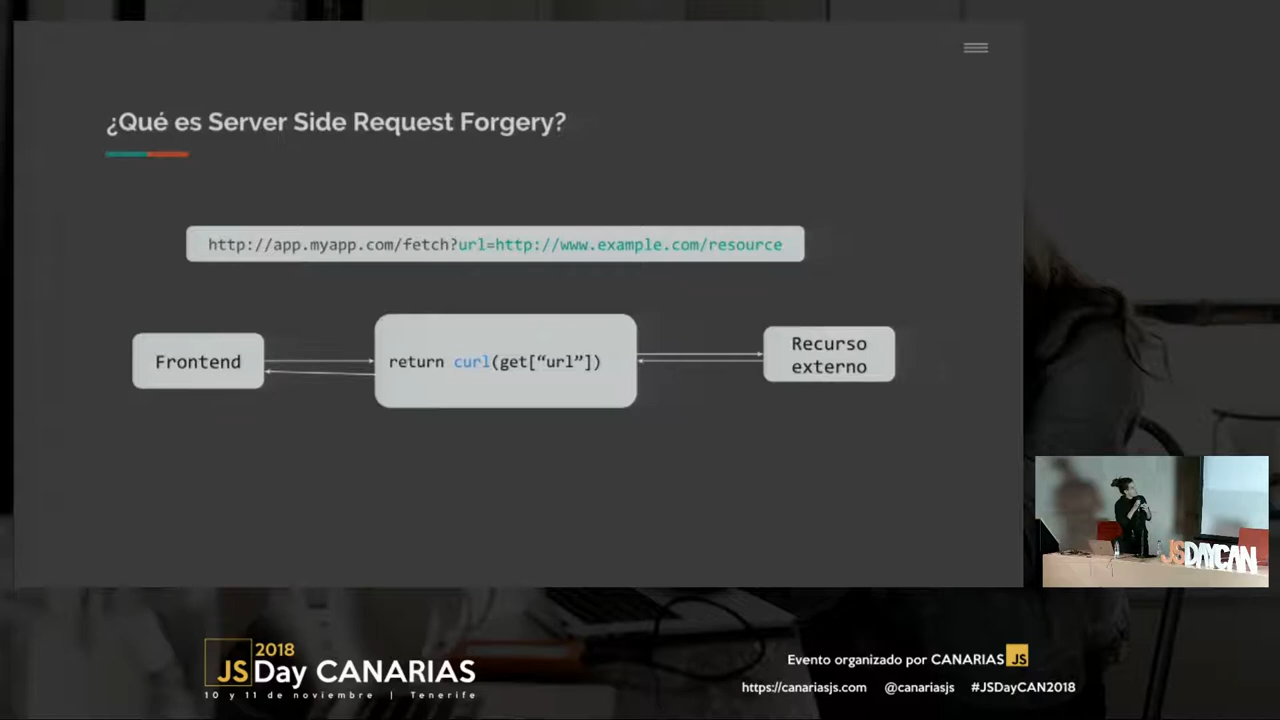 ¿Qué es Server Side Request Forgery?
http://app.myapp.com/fetch?url=http://www.example.com/resource
Frontend
return curl(get[“url”])
Recurso
externo
JSDAYCAN
2018
JSDay CANARIAS
10 y 11 de noviembre | Tenerife
Evento organizado por CANARIAS JS
https://canariasjs.com @canariasjs #JSDayCAN2018